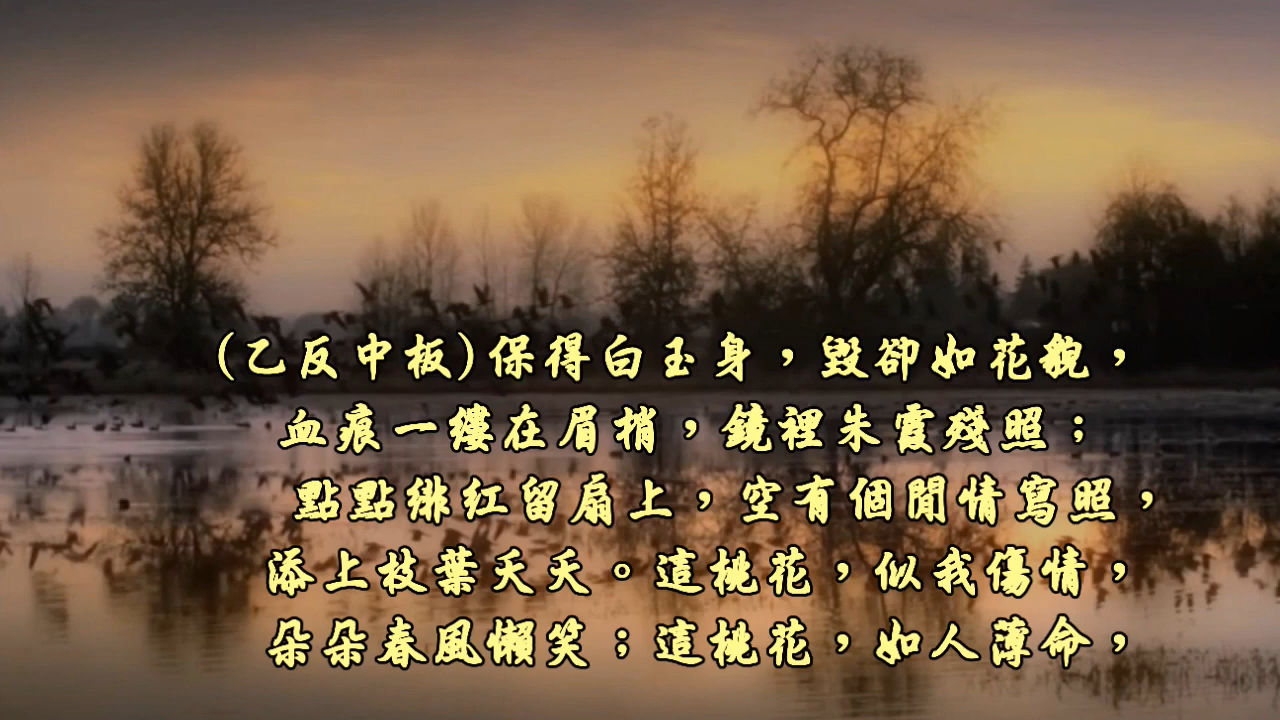 (乙反中板)保得白玉身，毀卻如花貌，
血痕一縷在眉梢，鏡裡朱霞殘照；
點點緋紅留扇上，空有個閒情寫照，
添上枝葉夭夭。這桃花，似我傷情，
朵朵春風懶笑；這桃花，如人薄命，